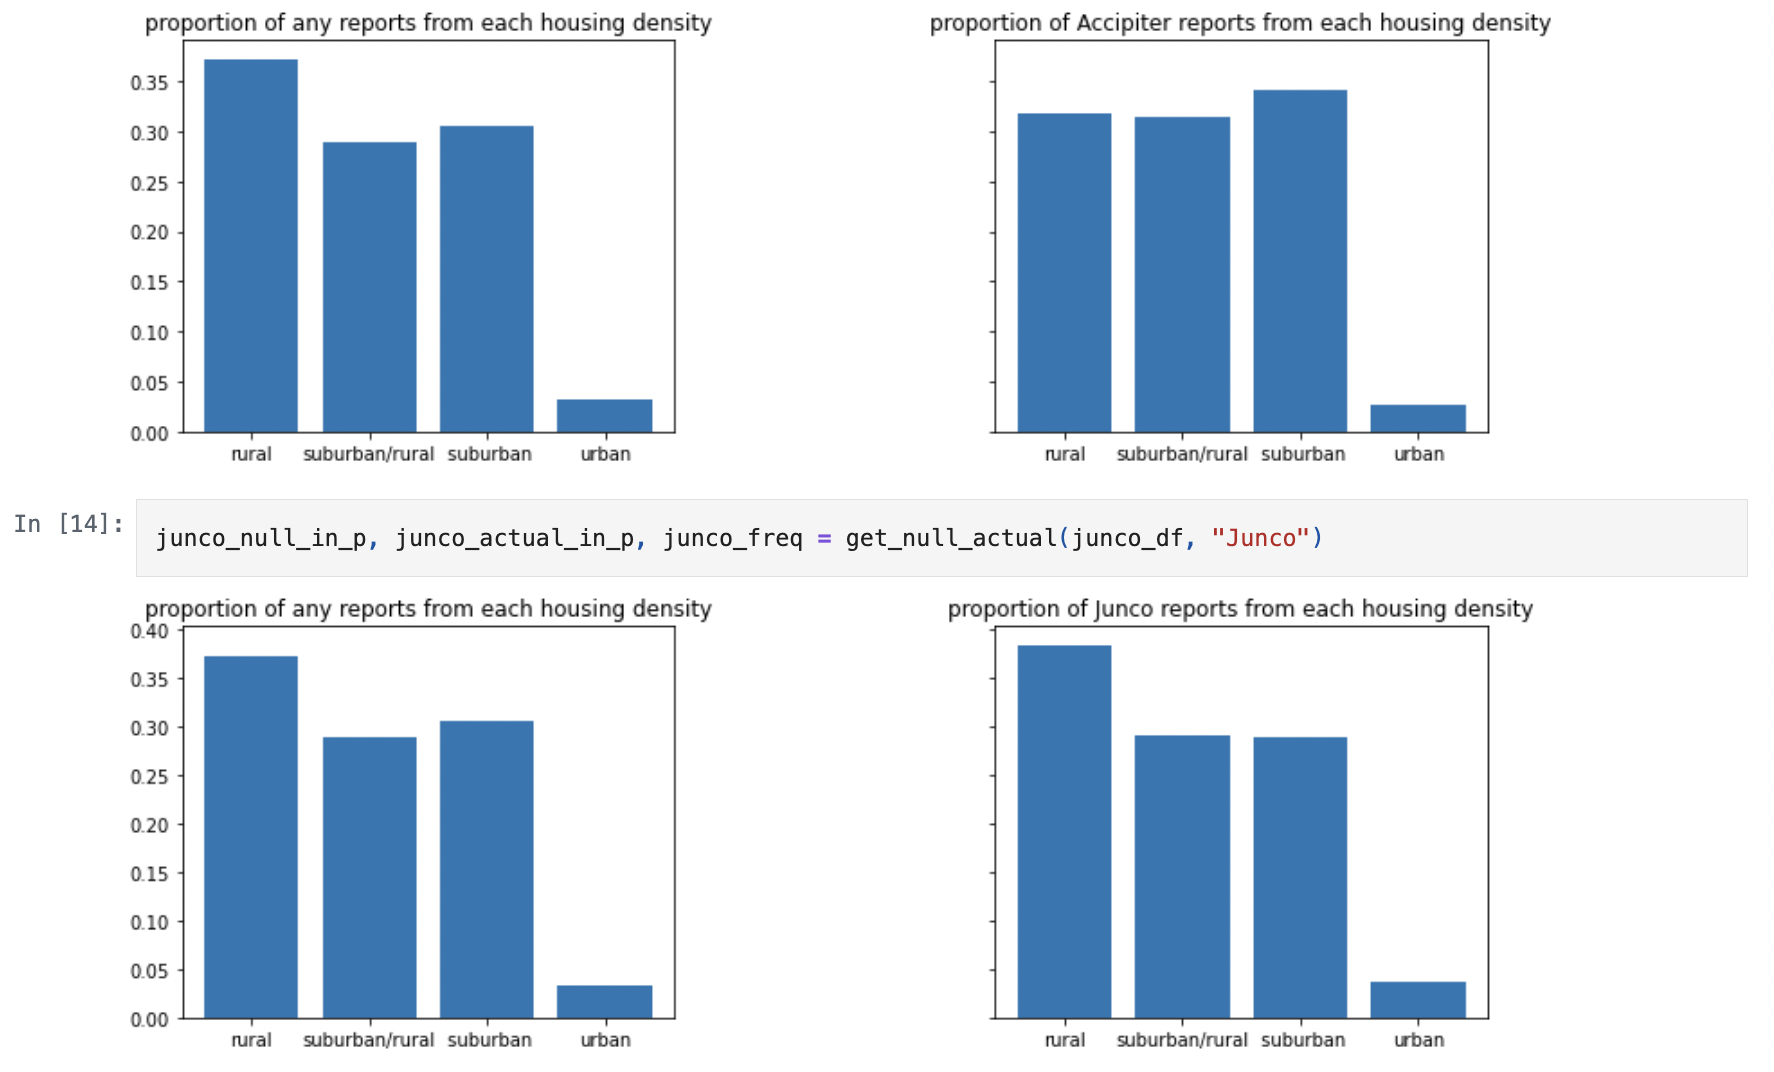 proportion of any reports from each housing density
proportion of Accipiter reports from each housing density
0.35
0.30
0.25
0.20
0.15
0.10
0.05
0.00
rural suburban/rural suburban urban
rural suburban/rural suburban urban
In [14]:
junco_null_in_p, junco_actual_in_p, junco_freq = get_null_actual(junco_df, "Junco")
proportion of any reports from each housing density
proportion of Junco reports from each housing density
0.40
0.35
0.30
0.25
0.20
0.15
0.10
0.05
0.00
rural suburban/rural suburban urban
rural suburban/rural suburban urban